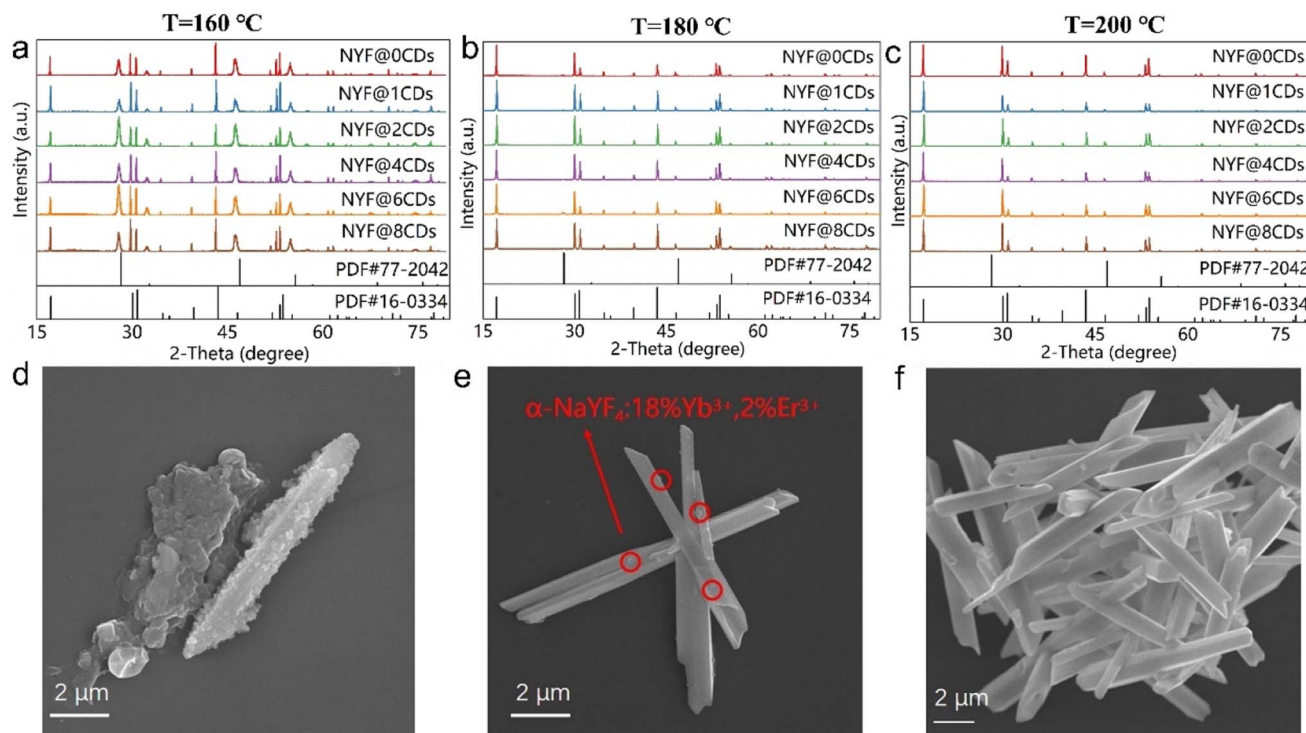 T=160 °C
T=180 °C
T=200 °C
a
NYF@0CDs
NYF@1CDs
NYF@2CDs
NYF@4CDs
NYF@6CDs
NYF@8CDs
PDF#77-2042
PDF#16-0334
Intensity (a.u.)
15 30 45 60 75
2-Theta (degree)
b
NYF@0CDs
NYF@1CDs
NYF@2CDs
NYF@4CDs
NYF@6CDs
NYF@8CDs
PDF#77-2042
PDF#16-0334
Intensity (a.u.)
15 30 45 60 75
2-Theta (degree)
c
NYF@0CDs
NYF@1CDs
NYF@2CDs
NYF@4CDs
NYF@6CDs
NYF@8CDs
PDF#77-2042
PDF#16-0334
Intensity (a.u.)
15 30 45 60 75
2-Theta (degree)
d
2 μm
e
α-NaYF₄:18%Yb³⁺,2%Er³⁺
2 μm
f
2 μm